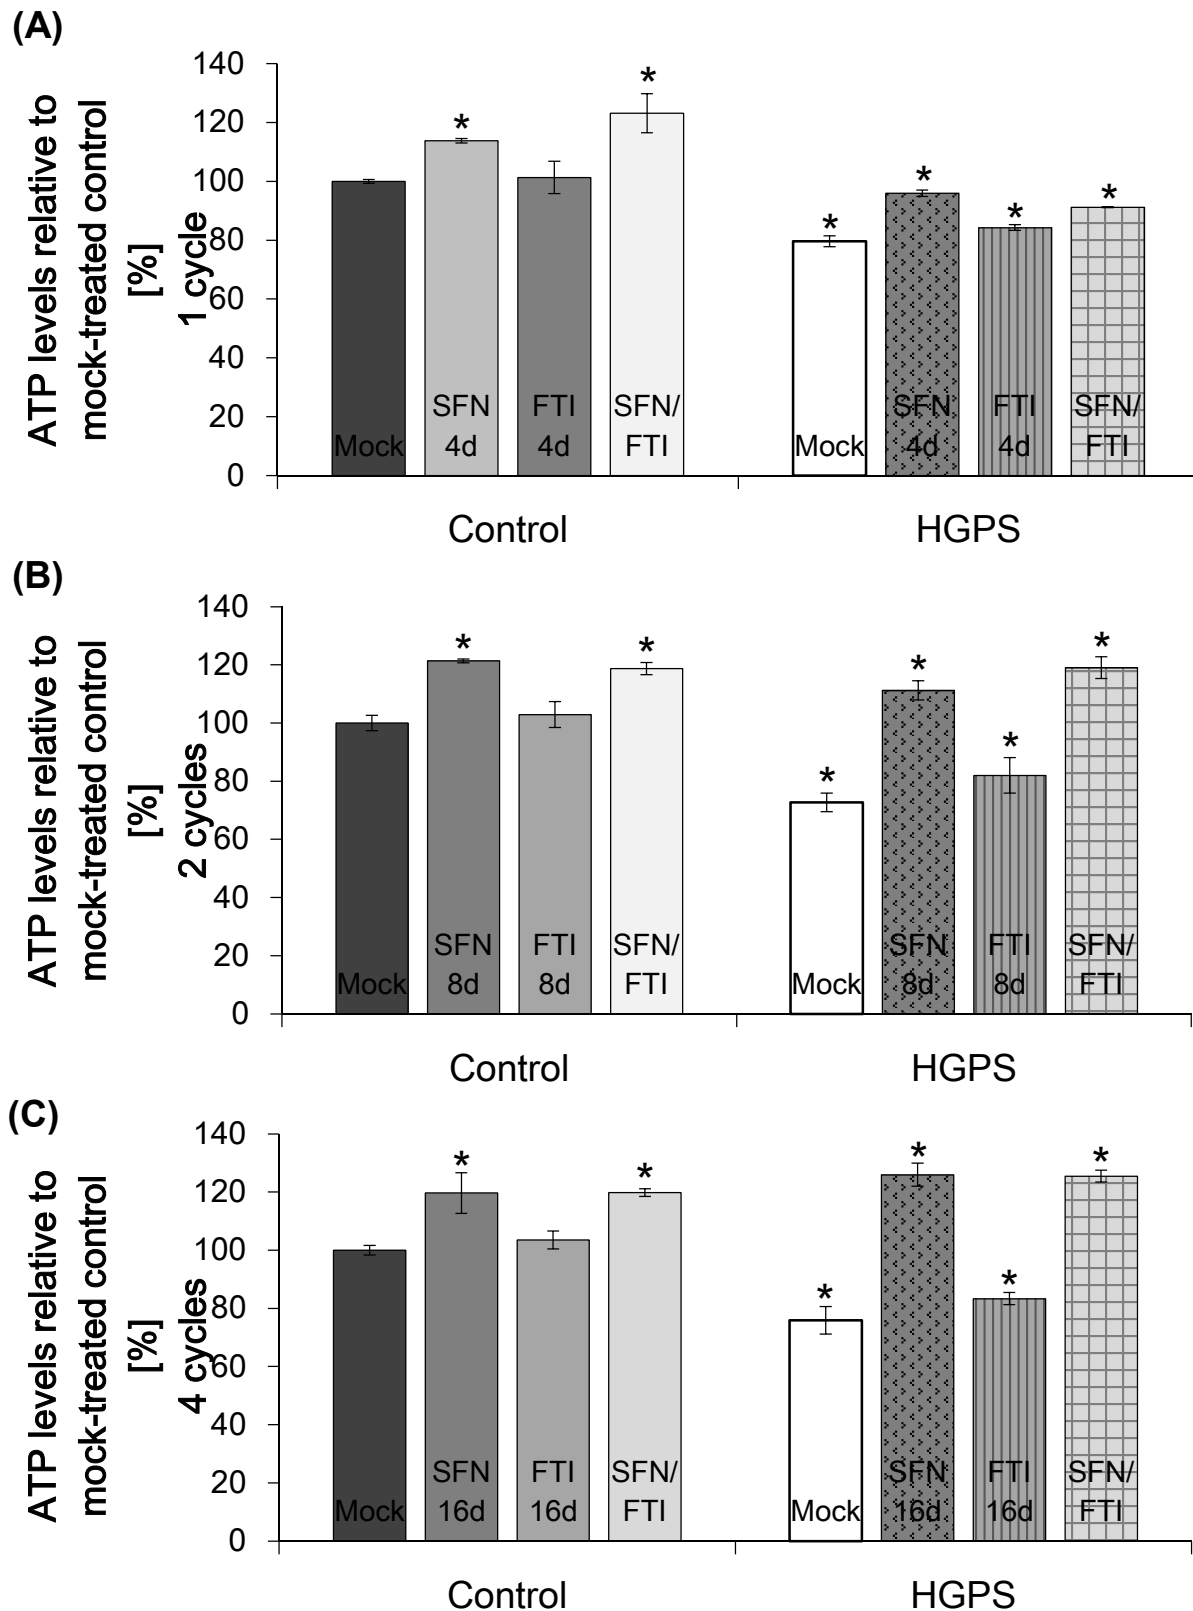 (A)
ATP levels relative to
mock-treated control
[%]
1 cycle
140
120
100
80
60
40
20
0
*
*
*
*
*
*
Mock
SFN
4d
FTI
4d
SFN/
FTI
Mock
SFN
4d
FTI
4d
SFN/
FTI
Control
HGPS
(B)
ATP levels relative to
mock-treated control
[%]
2 cycles
140
120
100
80
60
40
20
0
*
*
*
*
*
*
Mock
SFN
8d
FTI
8d
SFN/
FTI
Mock
SFN
8d
FTI
8d
SFN/
FTI
Control
HGPS
(C)
ATP levels relative to
mock-treated control
[%]
4 cycles
140
120
100
80
60
40
20
0
*
*
*
*
*
*
Mock
SFN
16d
FTI
16d
SFN/
FTI
Mock
SFN
16d
FTI
16d
SFN/
FTI
Control
HGPS